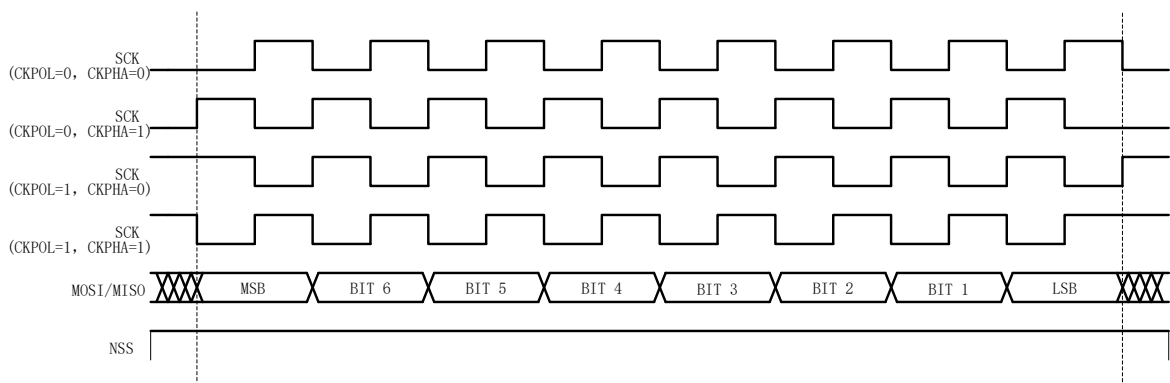 SCK
(CKPOL=0, CKPHA=0)
SCK
(CKPOL=0, CKPHA=1)
SCK
(CKPOL=1, CKPHA=0)
SCK
(CKPOL=1, CKPHA=1)
MOSI/MISO MSB BIT 6 BIT 5 BIT 4 BIT 3 BIT 2 BIT 1 LSB
NSS